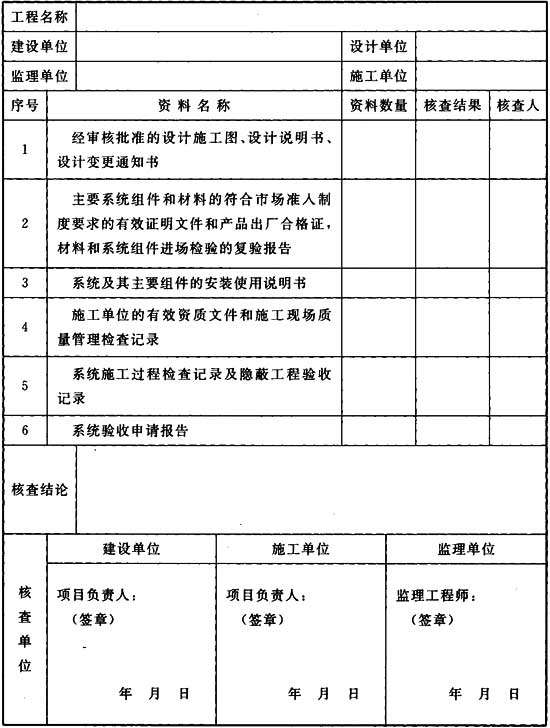 工程名称
建设单位 设计单位
监理单位 施工单位
序号 资料名称 资料数量 核查结果 核查人
1 经审核批准的设计施工图、设计说明书、
设计变更通知书
2 主要系统组件和材料的符合市场准入制
度要求的有效证明文件和产品出厂合格证，
材料和系统组件进场检验的复验报告
3 系统及其主要组件的安装使用说明书
4 施工单位的有效资质文件和施工现场质
量管理检查记录
5 系统施工过程检查记录及隐蔽工程验收
记录
6 系统验收申请报告
核查结论
核查单位
建设单位 施工单位 监理单位
项目负责人： 项目负责人： 监理工程师：
（签章） （签章） （签章）
年 月 日 年 月 日 年 月 日